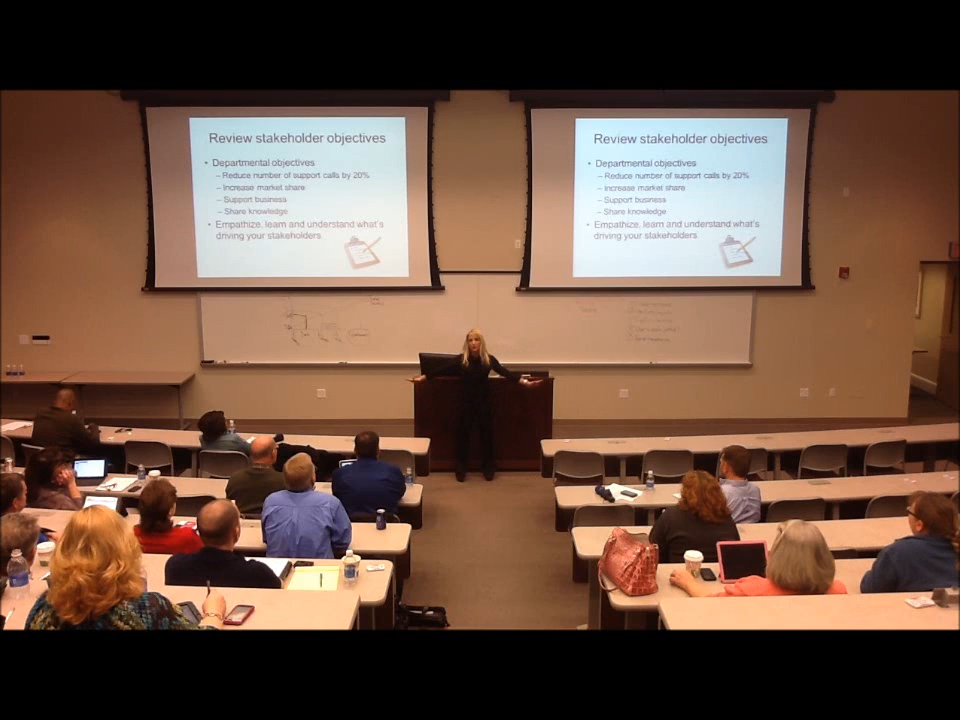 Review stakeholder objectives
• Departmental objectives
– Reduce number of support calls by 20%
– Increase market share
– Support business
– Share knowledge
• Empathize, learn and understand what's
driving your stakeholders
Review stakeholder objectives
• Departmental objectives
– Reduce number of support calls by 20%
– Increase market share
– Support business
– Share knowledge
• Empathize, learn and understand what's
driving your stakeholders